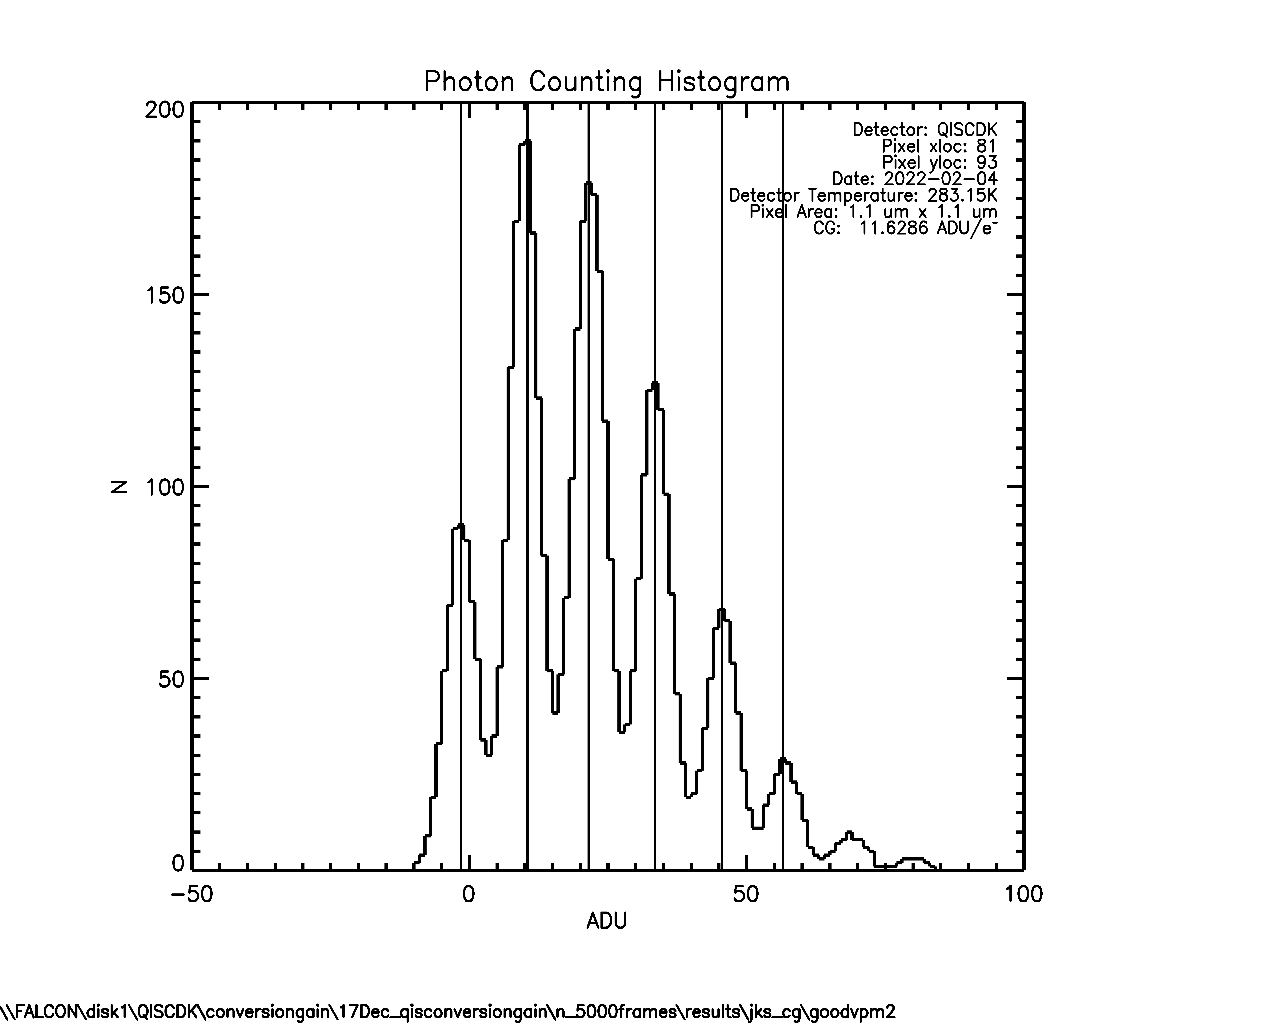 Photon Counting Histogram
200
Detector: QISCDK
Pixel xloc: 81
Pixel yloc: 93
Date: 2022-02-04
Detector Temperature: 283.15K
Pixel Area: 1.1 um x 1.1 um
CG: 11.6286 ADU/e-
150
N
100
50
0
-50
0
50
100
ADU
\\FALCON\disk1\QISCDK\conversiongain\17Dec_qisconversiongain\n_5000frames\results\jks_cg\goodvpm2